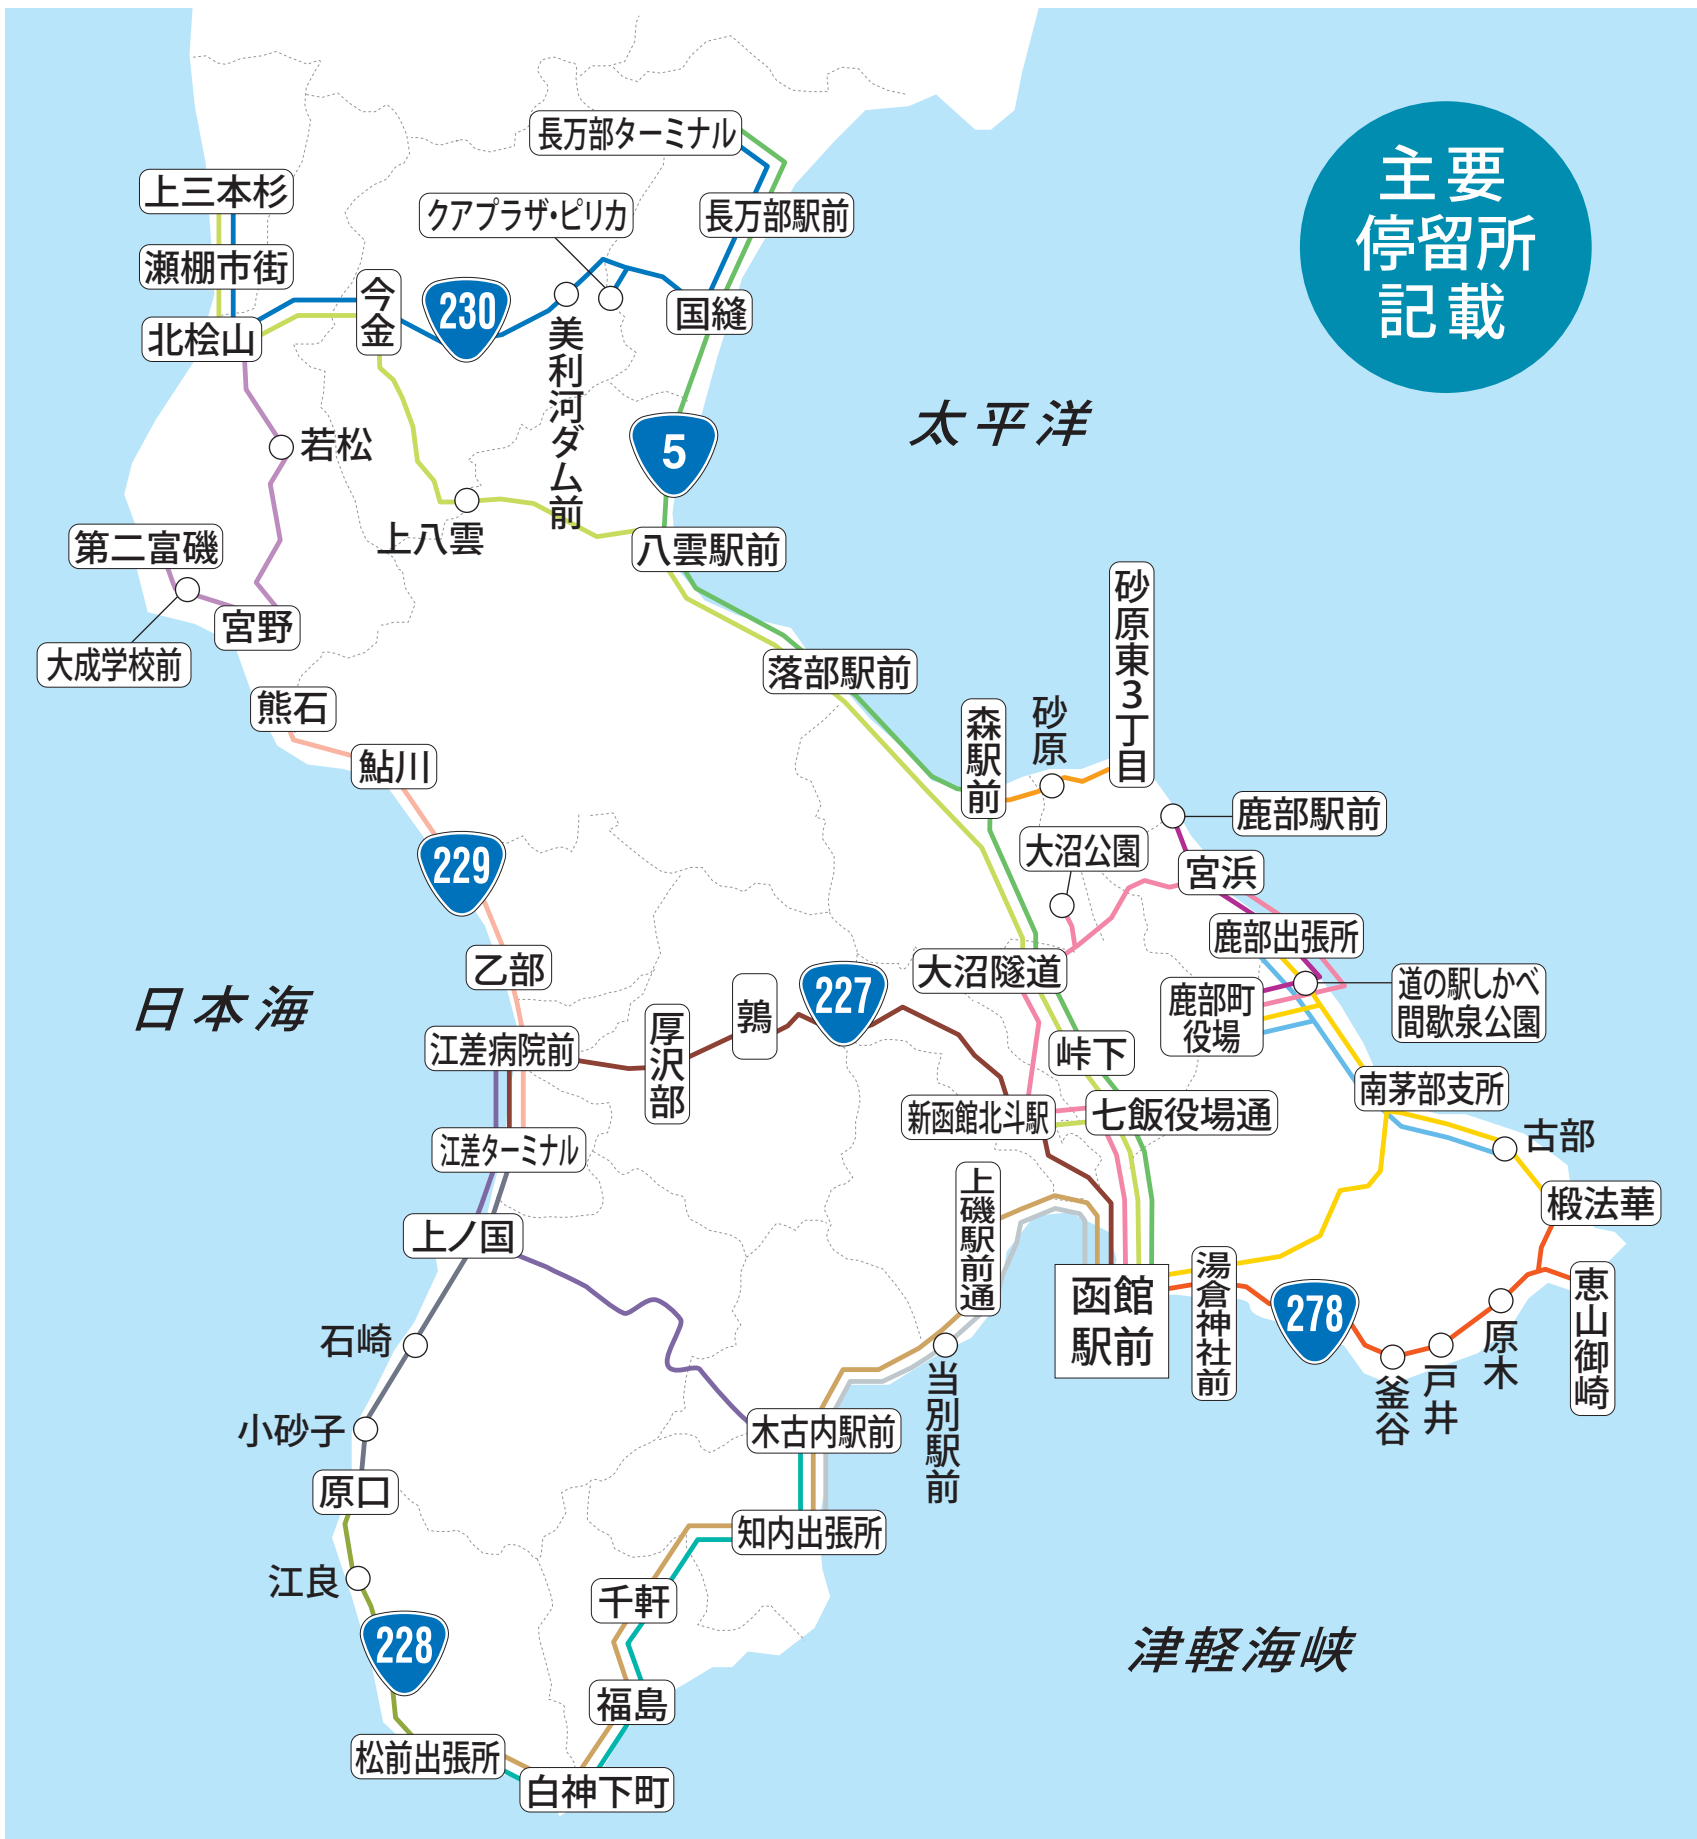 主要
停留所
記載
長万部ターミナル
上三本杉
クアプラザ・ピリカ
長万部駅前
瀬棚市街
今金
230
国縫
北桧山
美利河ダム前
太平洋
若松
5
上八雲
第二富磯
八雲駅前
砂原東3丁目
宮野
大成学校前
落部駅前
熊石
森駅前
砂原
鮎川
鹿部駅前
大沼公園
229
宮浜
鹿部出張所
乙部
大沼隧道
227
道の駅しかべ
間歇泉公園
鹿部町
役場
日本海
鶉
厚沢部
江差病院前
峠下
南茅部支所
新函館北斗駅
七飯役場通
古部
江差ターミナル
上磯駅前通
椴法華
上ノ国
函館
駅前
湯倉神社前
278
恵山御崎
石崎
原木
当別駅前
釜谷
戸井
小砂子
木古内駅前
原口
知内出張所
江良
千軒
228
津軽海峡
福島
松前出張所
白神下町